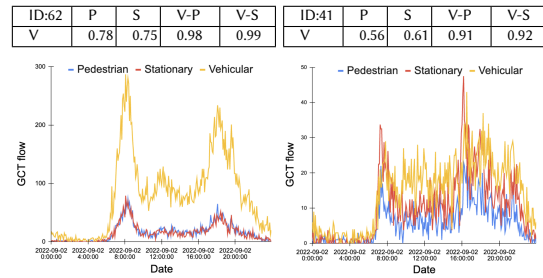 ID:62 P S V-P V-S
V 0.78 0.75 0.98 0.99
Pedestrian Stationary Vehicular
300
200
100
0
GCT flow
2022-09-02 2022-09-02 2022-09-02 2022-09-02 2022-09-02 2022-09-02
0:00:00 4:00:00 8:00:00 12:00:00 16:00:00 20:00:00
Date
ID:41 P S V-P V-S
V 0.56 0.61 0.91 0.92
Pedestrian Stationary Vehicular
50
40
30
20
10
0
GCT flow
2022-09-02 2022-09-02 2022-09-02 2022-09-02 2022-09-02 2022-09-02
0:00:00 4:00:00 8:00:00 12:00:00 16:00:00 20:00:00
Date